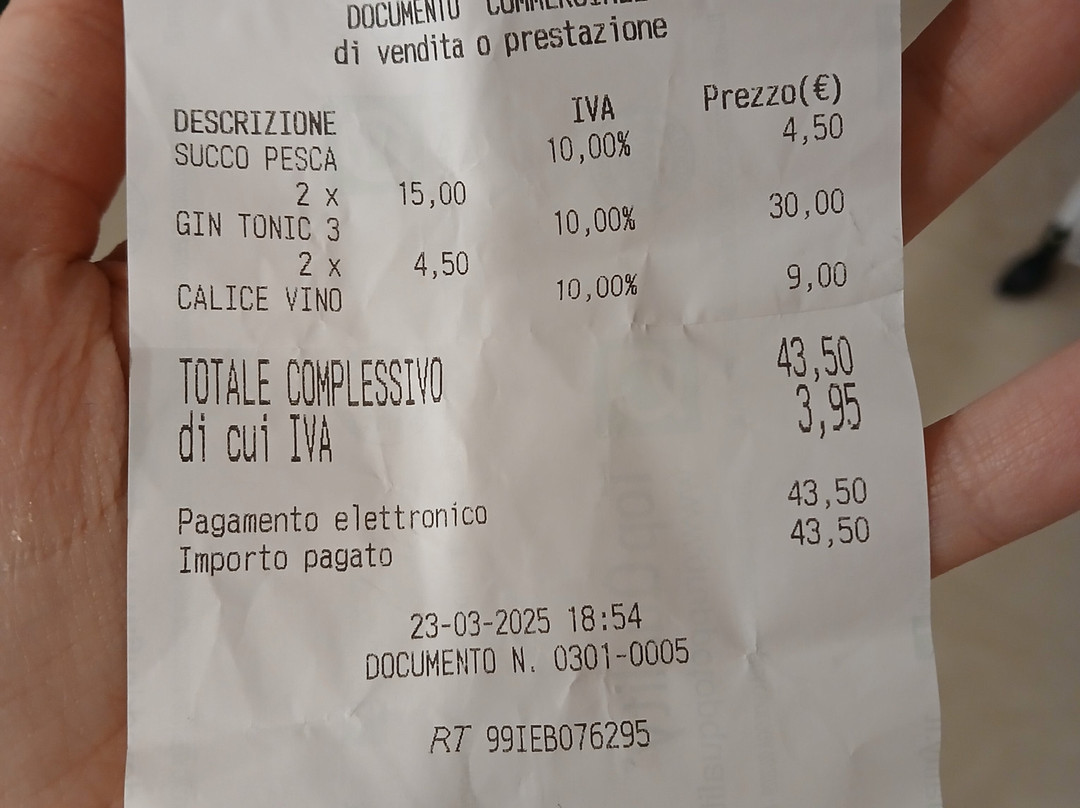 DOCUMENTO COMMERCIALE
di vendita o prestazione
DESCRIZIONE IVA Prezzo(€)
SUCCO PESCA 10,00% 4,50
2 x 15,00
GIN TONIC 3 10,00% 30,00
2 x 4,50
CALICE VINO 10,00% 9,00
TOTALE COMPLESSIVO 43,50
di cui IVA 3,95
Pagamento elettronico 43,50
Importo pagato 43,50
23-03-2025 18:54
DOCUMENTO N. 0301-0005
RT 99IEB076295